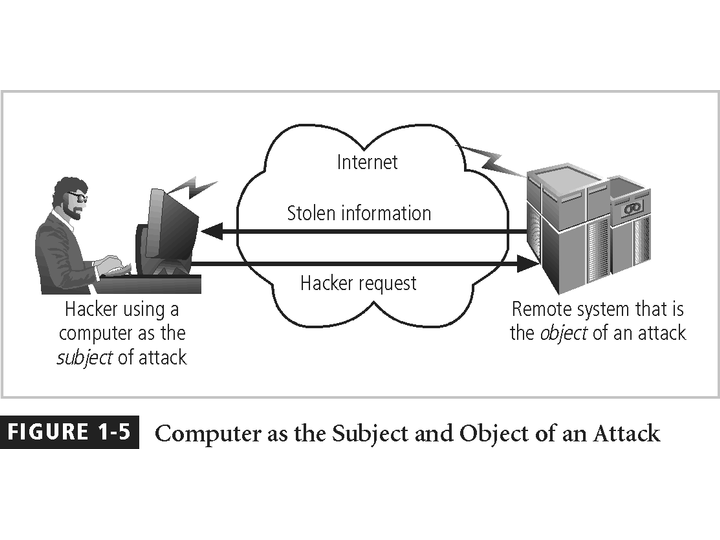 Internet
Stolen information
Hacker request
Hacker using a
computer as the
subject of attack
Remote system that is
the object of an attack
FIGURE 1-5 Computer as the Subject and Object of an Attack